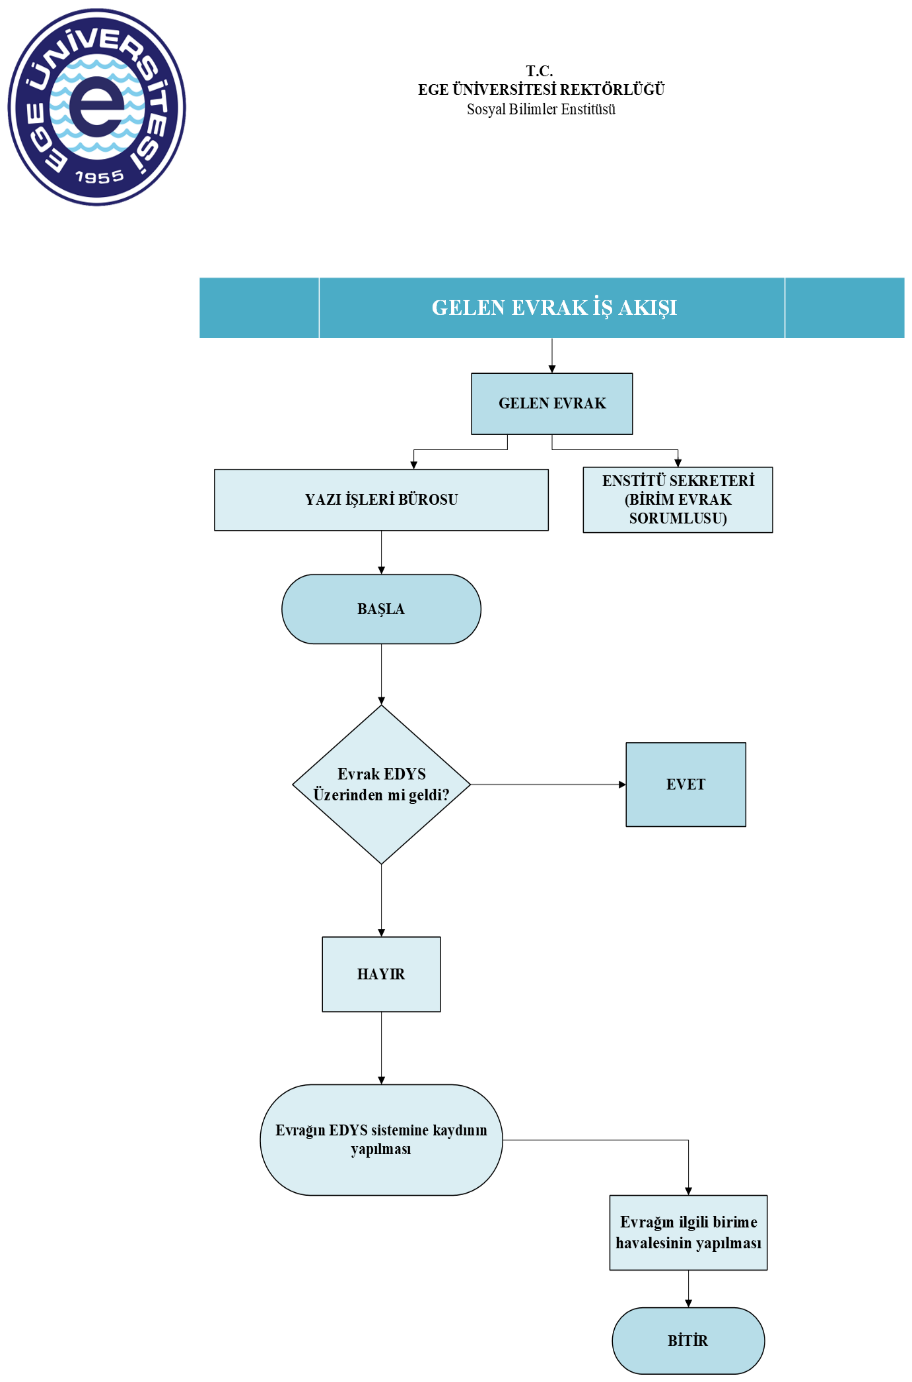 EGE ÜNİVERSİTESİ
e
1955
T.C.
EGE ÜNİVERSİTESİ REKTÖRLÜĞÜ
Sosyal Bilimler Enstitüsü
GELEN EVRAK İŞ AKIŞI
GELEN EVRAK
YAZI İŞLERİ BÜROSU
ENSTİTÜ SEKRETERİ
(BİRİM EVRAK
SORUMLUSU)
BAŞLA
Evrak EDYS
Üzerinden mi geldi?
EVET
HAYIR
Evrağın EDYS sistemine kaydının
yapılması
Evrağın ilgili birime
havalesinin yapılması
BİTİR